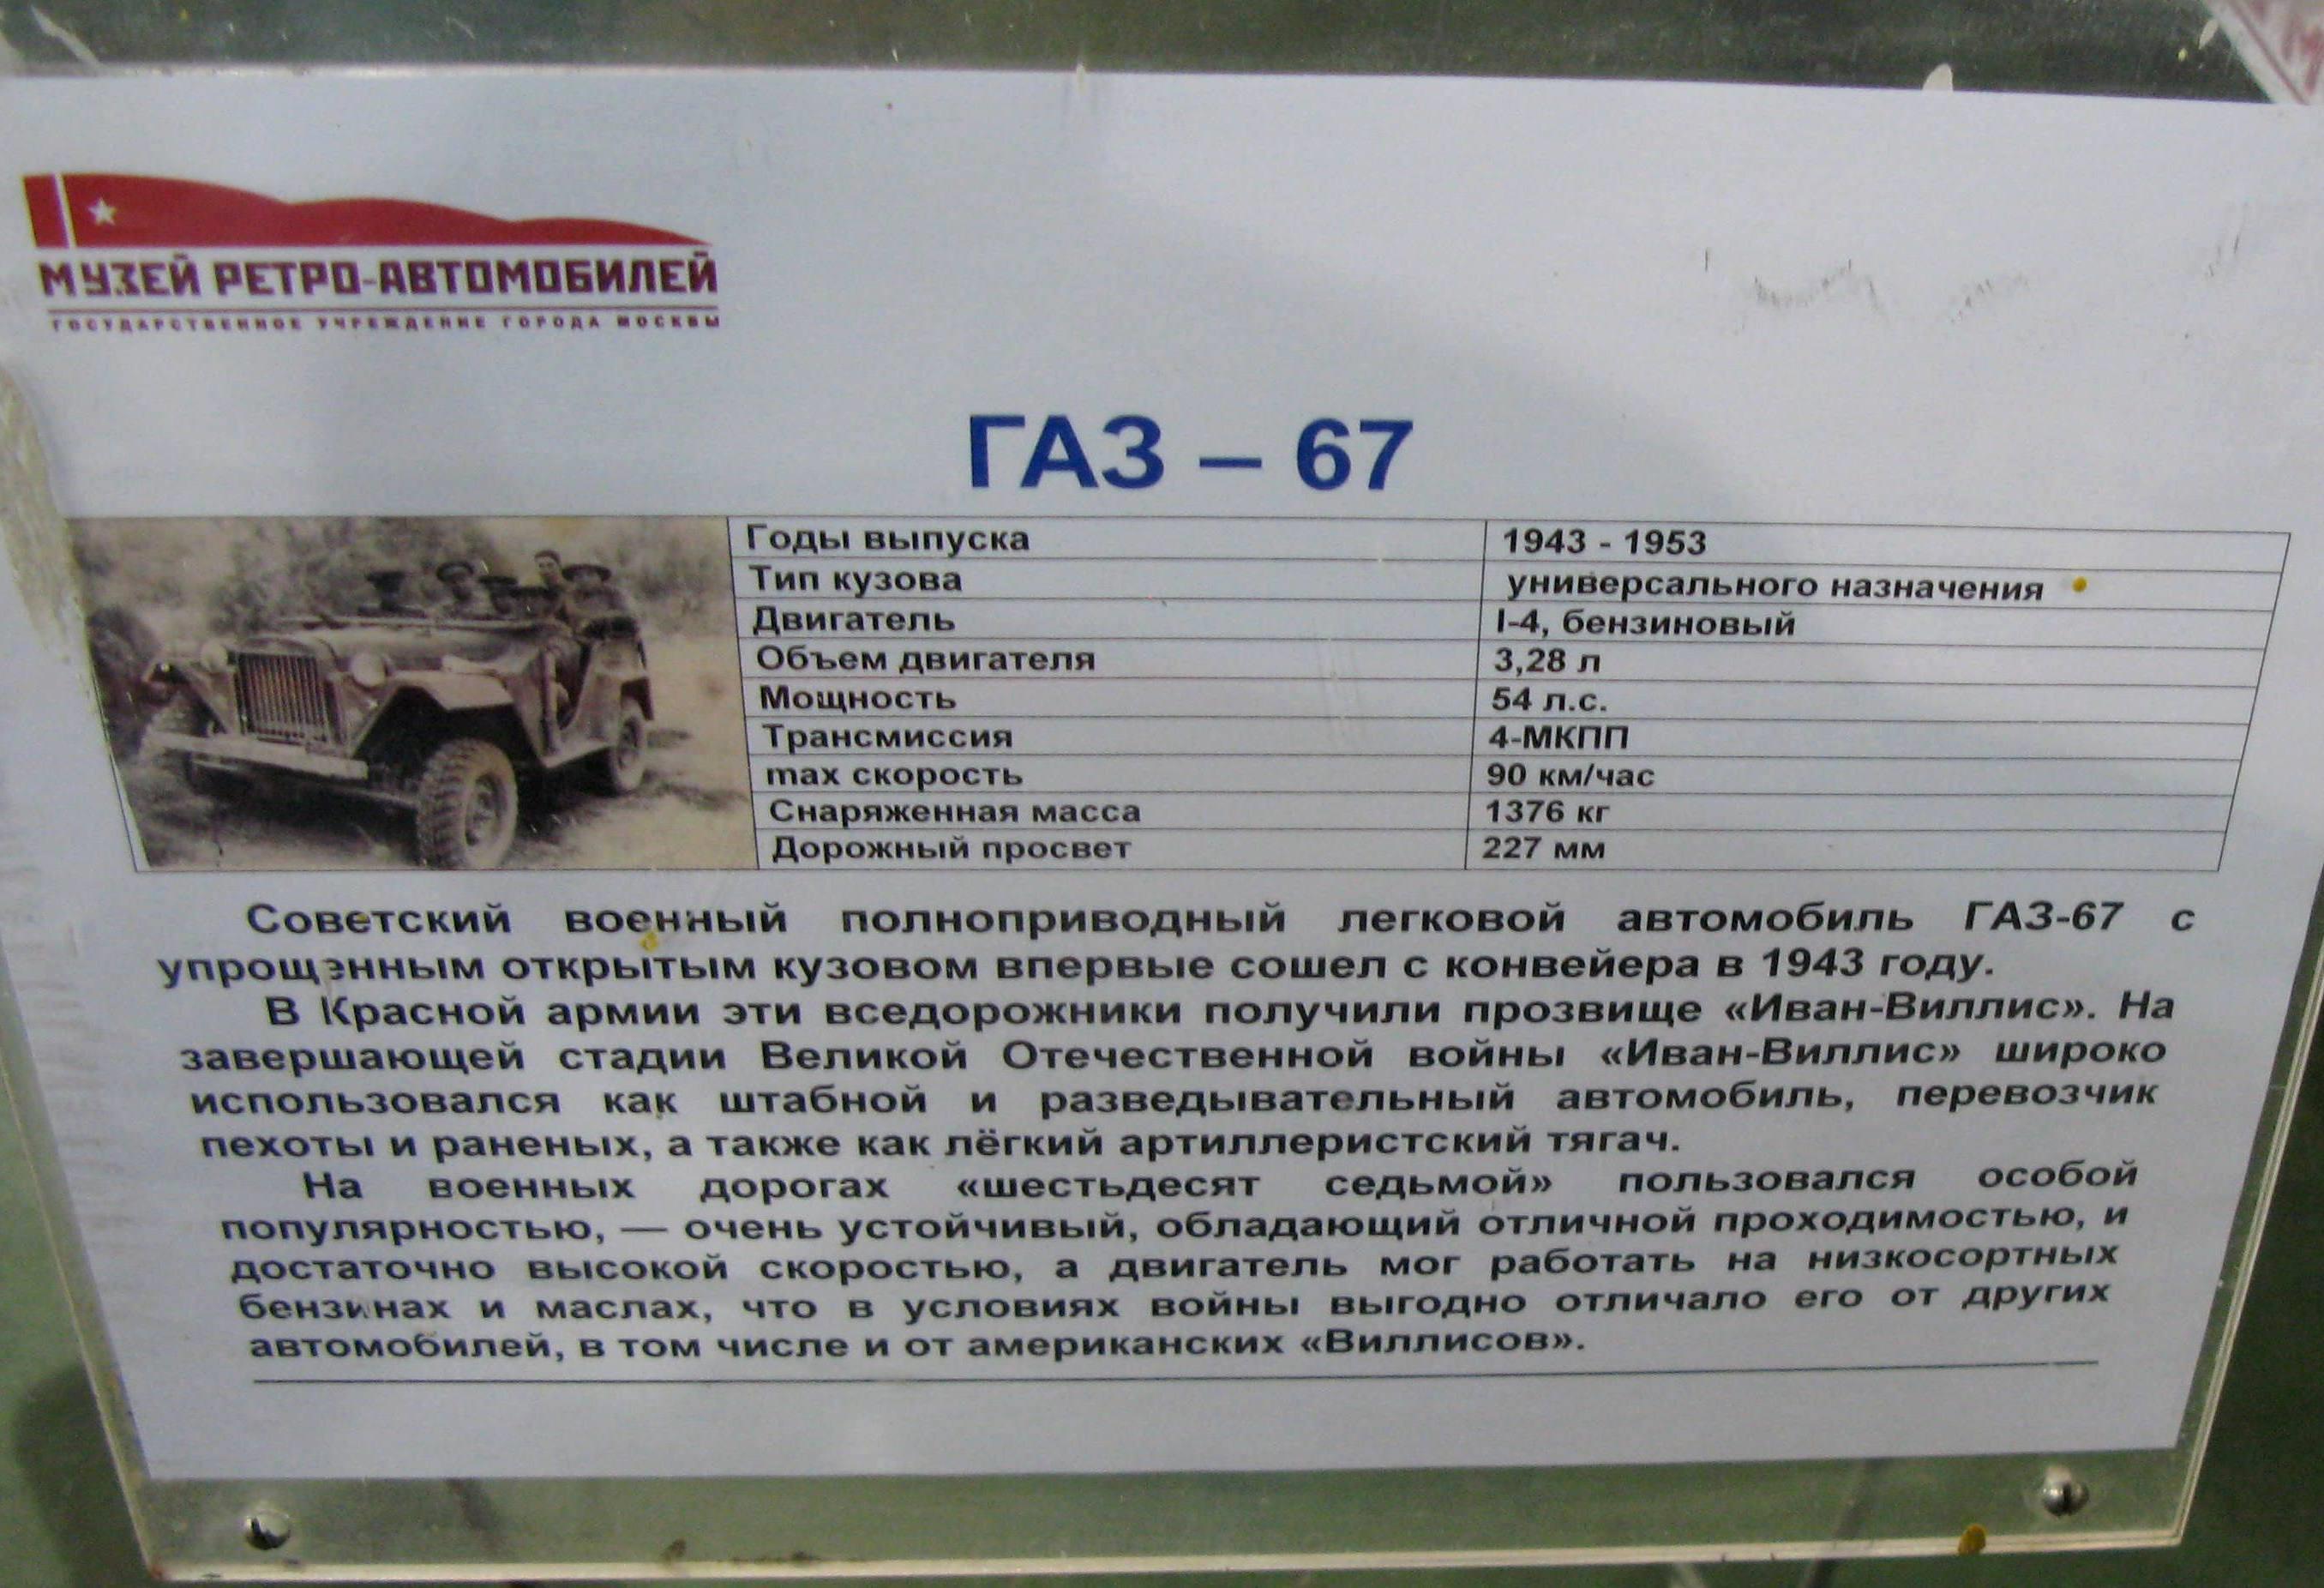 МУЗЕЙ РЕТРО-АВТОМОБИЛЕЙ
ГОСУДАРСТВЕННОЕ УЧРЕЖДЕНИЕ ГОРОДА МОСКВЫ
ГАЗ – 67
Годы выпуска 1943 - 1953
Тип кузова универсального назначения
Двигатель I-4, бензиновый
Объем двигателя 3,28 л
Мощность 54 л.с.
Трансмиссия 4-МКПП
max скорость 90 км/час
Снаряженная масса 1376 кг
Дорожный просвет 227 мм
Советский военный полноприводный легковой автомобиль ГАЗ-67 с
упрощенным открытым кузовом впервые сошел с конвейера в 1943 году.
В Красной армии эти вседорожники получили прозвище «Иван-Виллис». На
завершающей стадии Великой Отечественной войны «Иван-Виллис» широко
использовался как штабной и разведывательный автомобиль, перевозчик
пехоты и раненых, а также как лёгкий артиллеристский тягач.
На военных дорогах «шестьдесят седьмой» пользовался особой
популярностью, — очень устойчивый, обладающий отличной проходимостью, и
достаточно высокой скоростью, а двигатель мог работать на низкосортных
бензинах и маслах, что в условиях войны выгодно отличало его от других
автомобилей, в том числе и от американских «Виллисов».